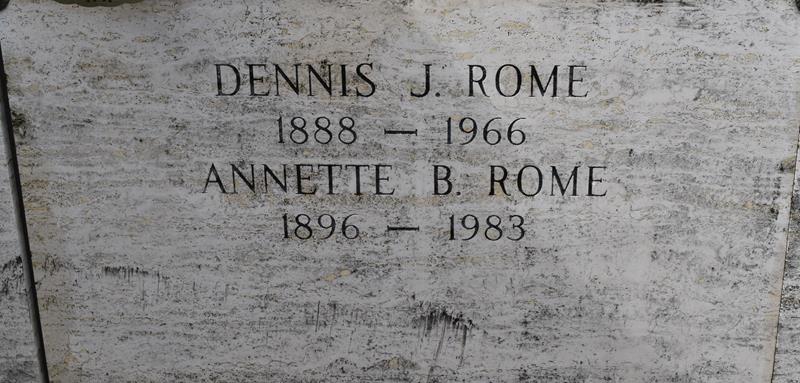 DENNIS J. ROME
1888 — 1966
ANNETTE B. ROME
1896 — 1983